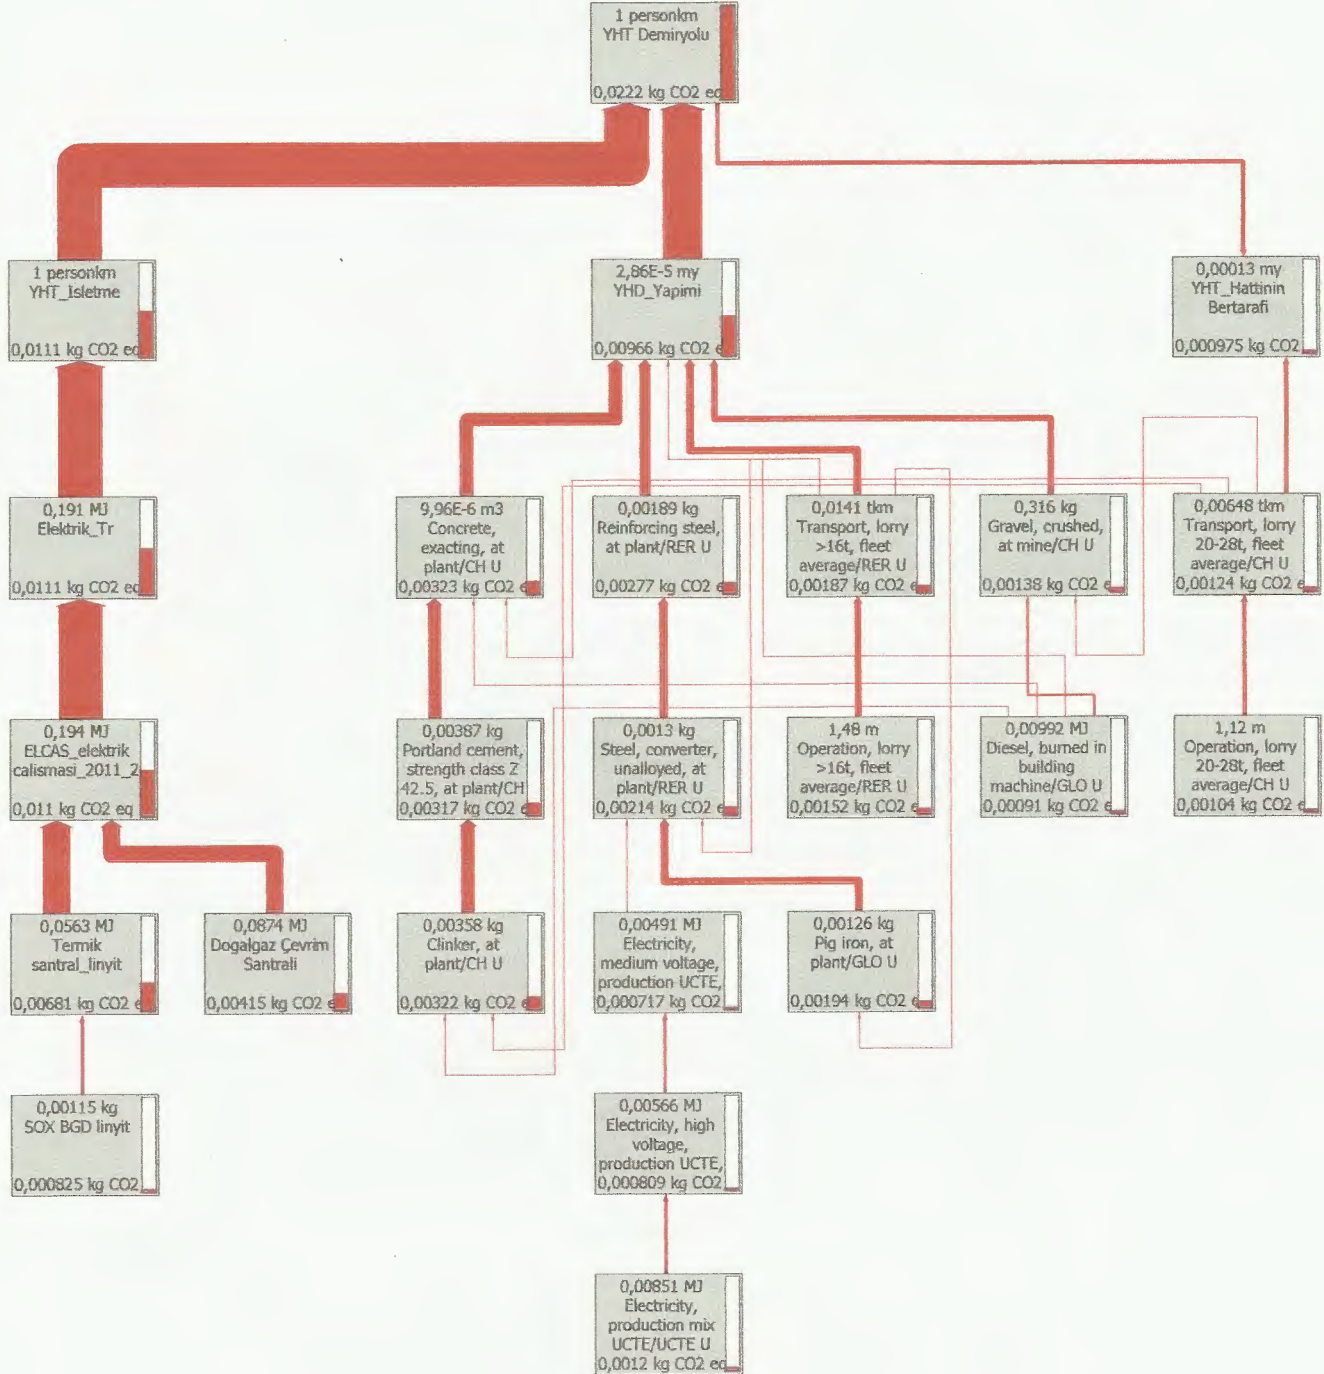 1 personkm
YHT Demiryolu
0,0222 kg CO2 eq
1 personkm
YHT_Isletme
0,0111 kg CO2 eq
2,86E-5 my
YHD_Yapimi
0,00966 kg CO2 e
0,00013 my
YHT_Hattinin
Bertarafi
0,000975 kg CO2
0,191 MJ
Elektrik_Tr
0,0111 kg CO2 eq
9,96E-6 m3
Concrete,
exacting, at
plant/CH U
0,00323 kg CO2 e
0,00189 kg
Reinforcing steel,
at plant/RER U
0,00277 kg CO2 e
0,0141 tkm
Transport, lorry
>16t, fleet
average/RER U
0,00187 kg CO2 e
0,316 kg
Gravel, crushed,
at mine/CH U
0,00138 kg CO2 e
0,00648 tkm
Transport, lorry
20-28t, fleet
average/CH U
0,00124 kg CO2 e
0,194 MJ
ELCAS_elektrik
calismasi_2011_2
0,011 kg CO2 eq
0,00387 kg
Portland cement,
strength class Z
42.5, at plant/CH
0,00317 kg CO2 e
0,0013 kg
Steel, converter,
unalloyed, at
plant/RER U
0,00214 kg CO2 e
1,48 m
Operation, lorry
>16t, fleet
average/RER U
0,00152 kg CO2 e
0,00992 MJ
Diesel, burned in
building
machine/GLO U
0,00091 kg CO2 e
1,12 m
Operation, lorry
20-28t, fleet
average/CH U
0,00104 kg CO2 e
0,0563 MJ
Termik
santral_linyit
0,00681 kg CO2 e
0,0874 MJ
Dogalgaz Çevrim
Santrali
0,00415 kg CO2 e
0,00358 kg
Clinker, at
plant/CH U
0,00322 kg CO2 e
0,00491 MJ
Electricity,
medium voltage,
production UCTE,
0,000717 kg CO2
0,00126 kg
Pig iron, at
plant/GLO U
0,00194 kg CO2 e
0,00115 kg
SOX BGD linyit
0,000825 kg CO2
0,00566 MJ
Electricity, high
voltage,
production UCTE,
0,000809 kg CO2
0,00851 MJ
Electricity,
production mix
UCTE/UCTE U
0,0012 kg CO2 eq